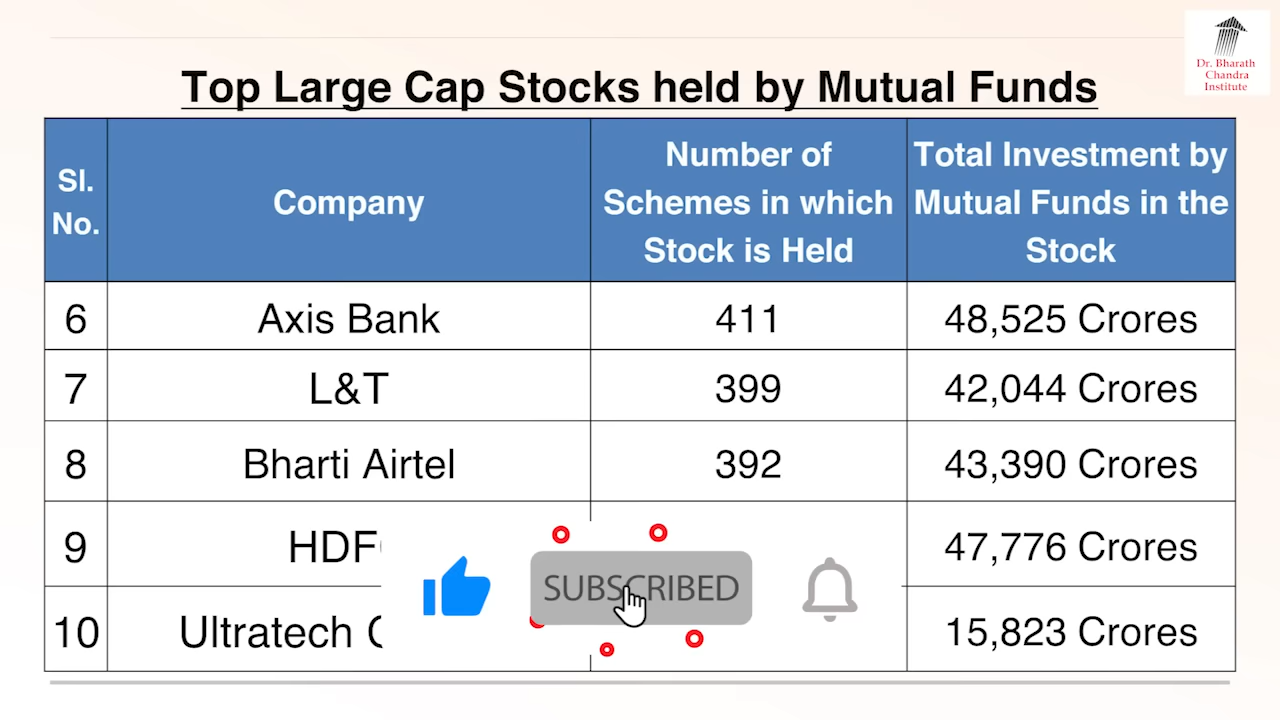 Dr. Bharath
Chandra
Institute
Top Large Cap Stocks held by Mutual Funds
Sl. No. Company Number of Schemes in which Stock is Held Total Investment by Mutual Funds in the Stock
6 Axis Bank 411 48,525 Crores
7 L&T 399 42,044 Crores
8 Bharti Airtel 392 43,390 Crores
9 47,776 Crores
10 Ultratech 15,823 Crores
SUBSCRIBED